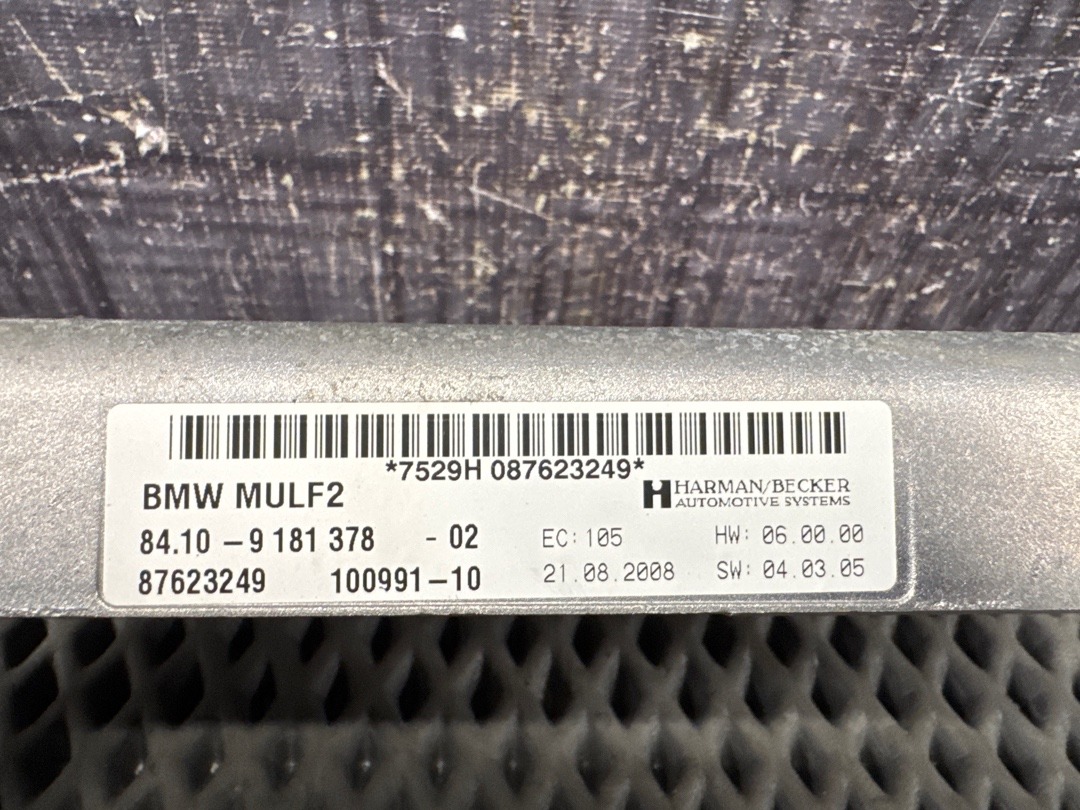 *7529H 087623249*
BMW MULF2
HARMAN/BECKER
AUTOMOTIVE SYSTEMS
84.10 - 9 181 378 - 02
EC: 105
HW: 06.00.00
87623249 100991-10
21.08.2008
SW: 04.03.05